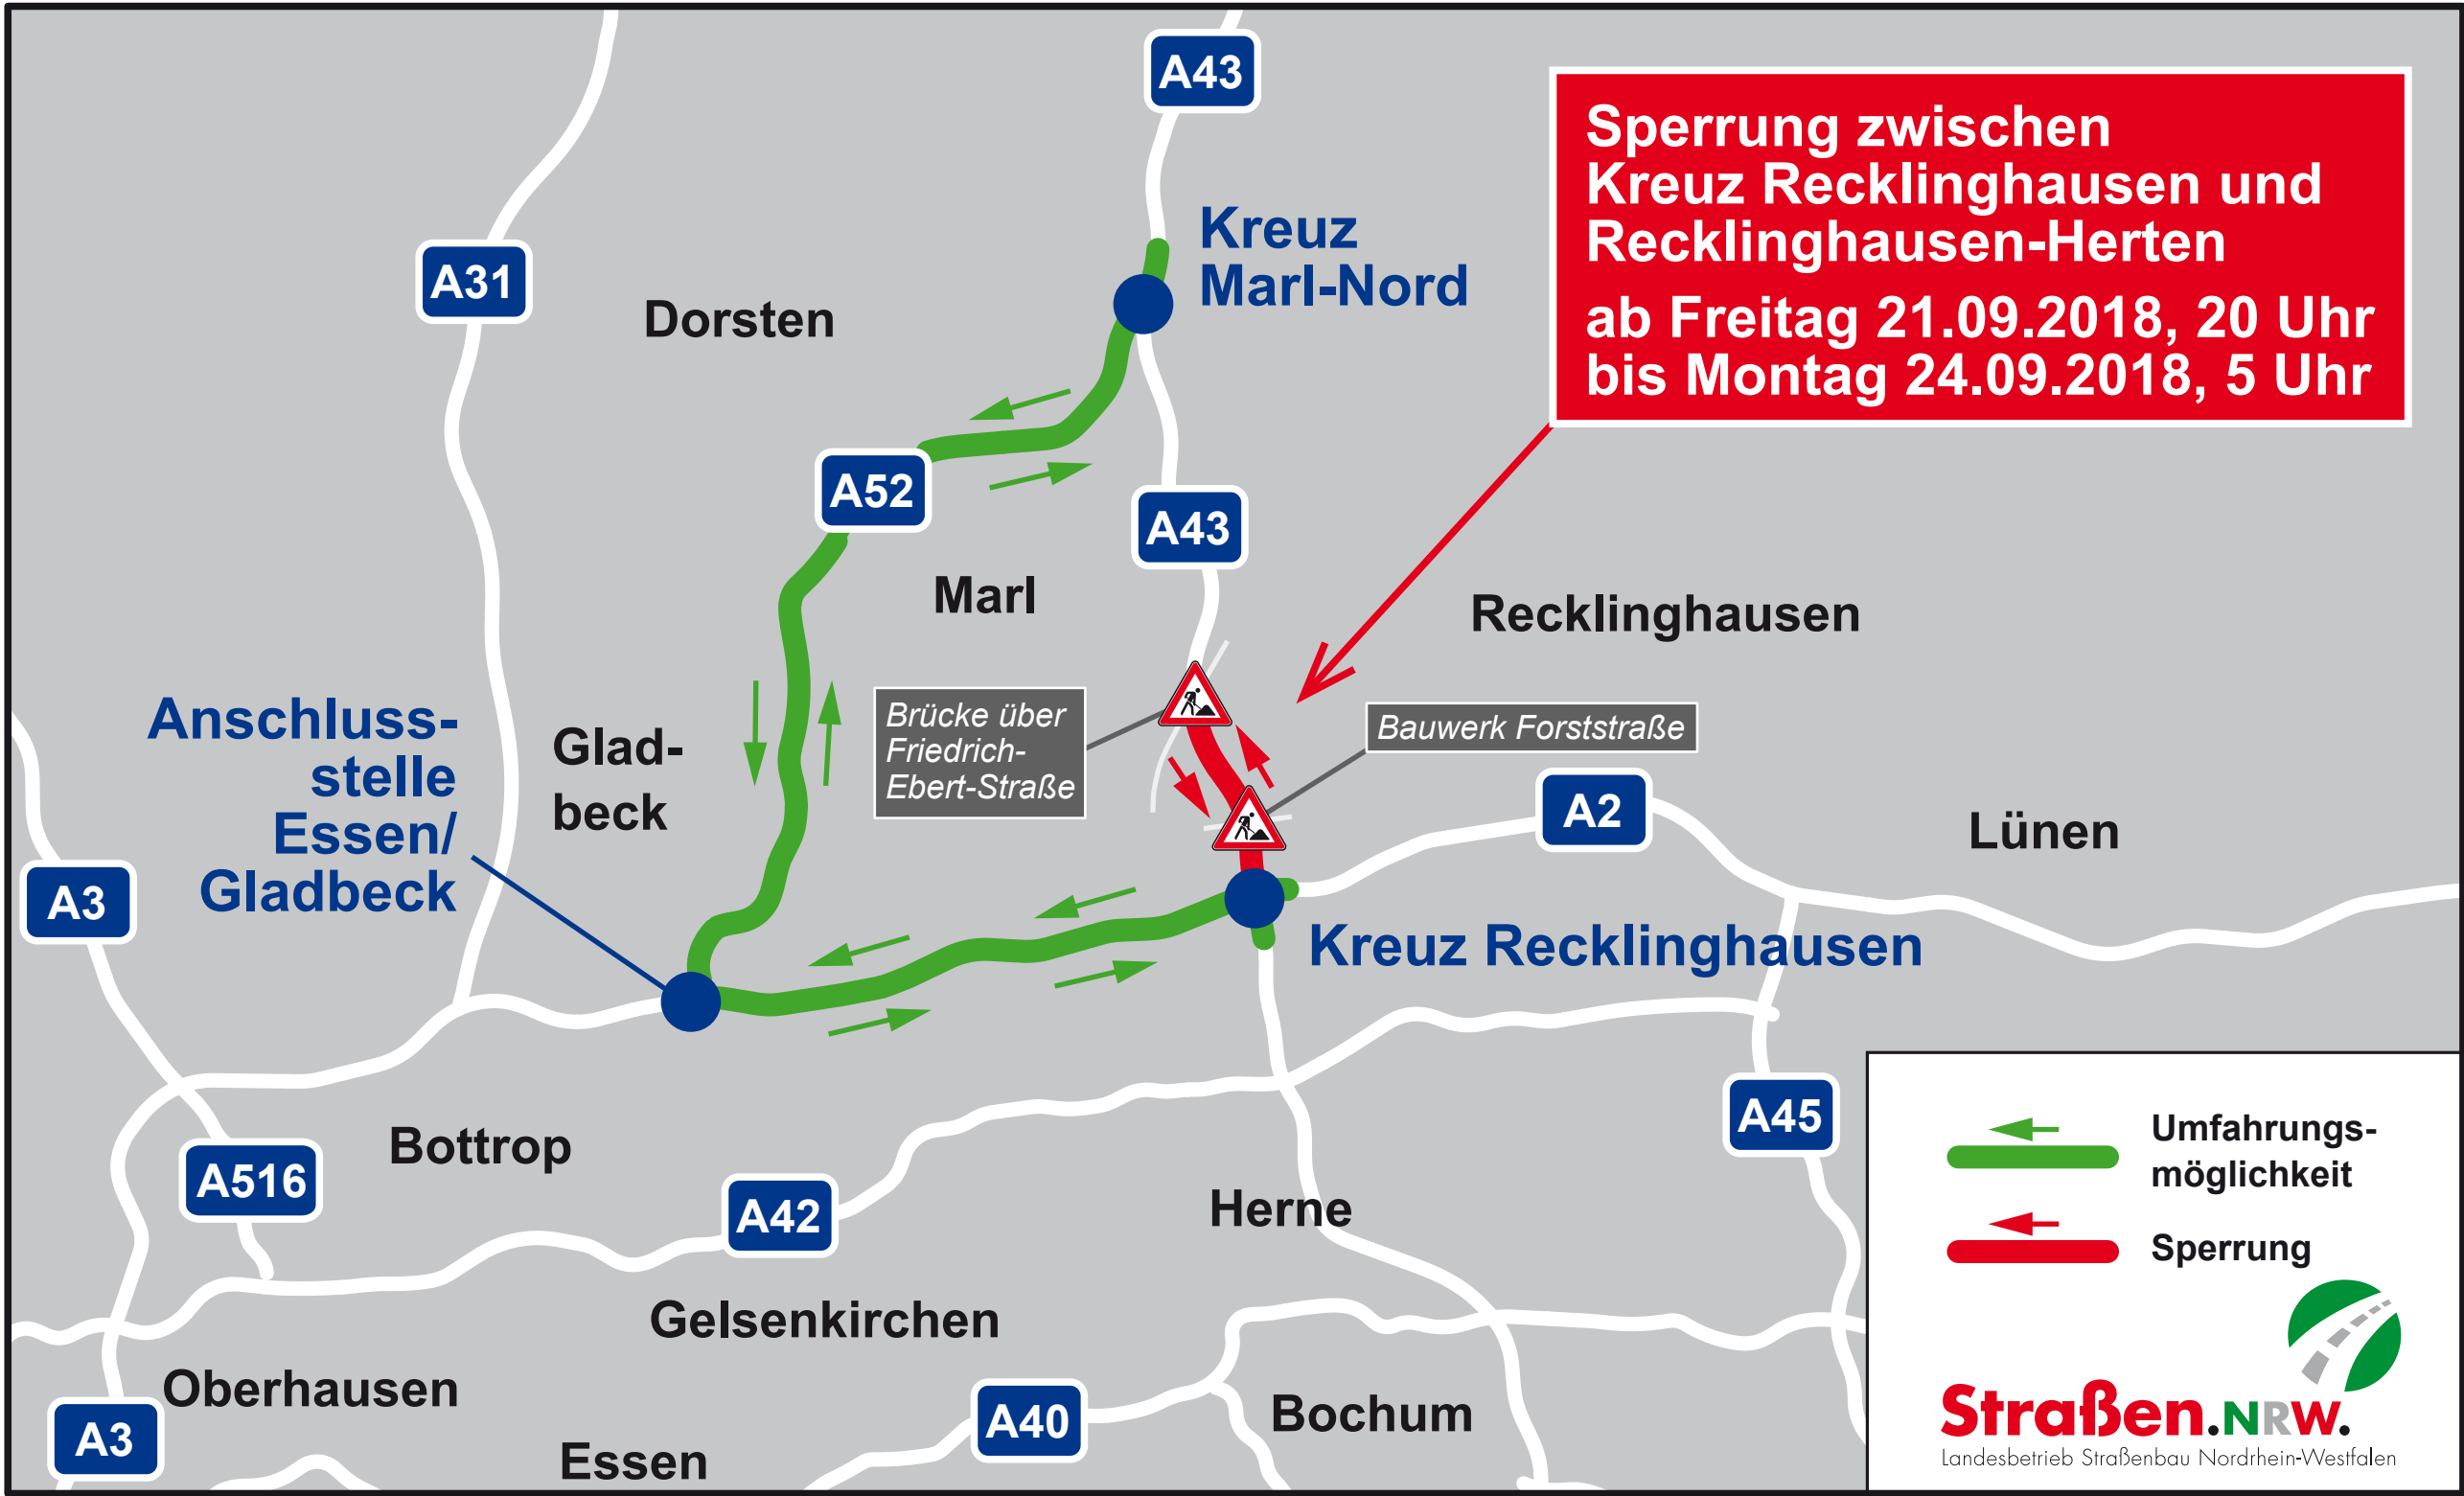 A43
Sperrung zwischen
Kreuz Recklinghausen und
Recklinghausen-Herten
ab Freitag 21.09.2018, 20 Uhr
bis Montag 24.09.2018, 5 Uhr
Kreuz
Marl-Nord
A31
Dorsten
A52
A43
Marl
Recklinghausen
Anschluss-
stelle
Essen/
Gladbeck
Glad-
beck
Brücke über
Friedrich-
Ebert-Straße
Bauwerk Forststraße
A2
Lünen
A3
Kreuz Recklinghausen
A45
Bottrop
A516
A42
Herne
Gelsenkirchen
Oberhausen
A3
A40
Bochum
Essen
Umfahrungs-
möglichkeit
Sperrung
Straßen.NRW.
Landesbetrieb Straßenbau Nordrhein-Westfalen